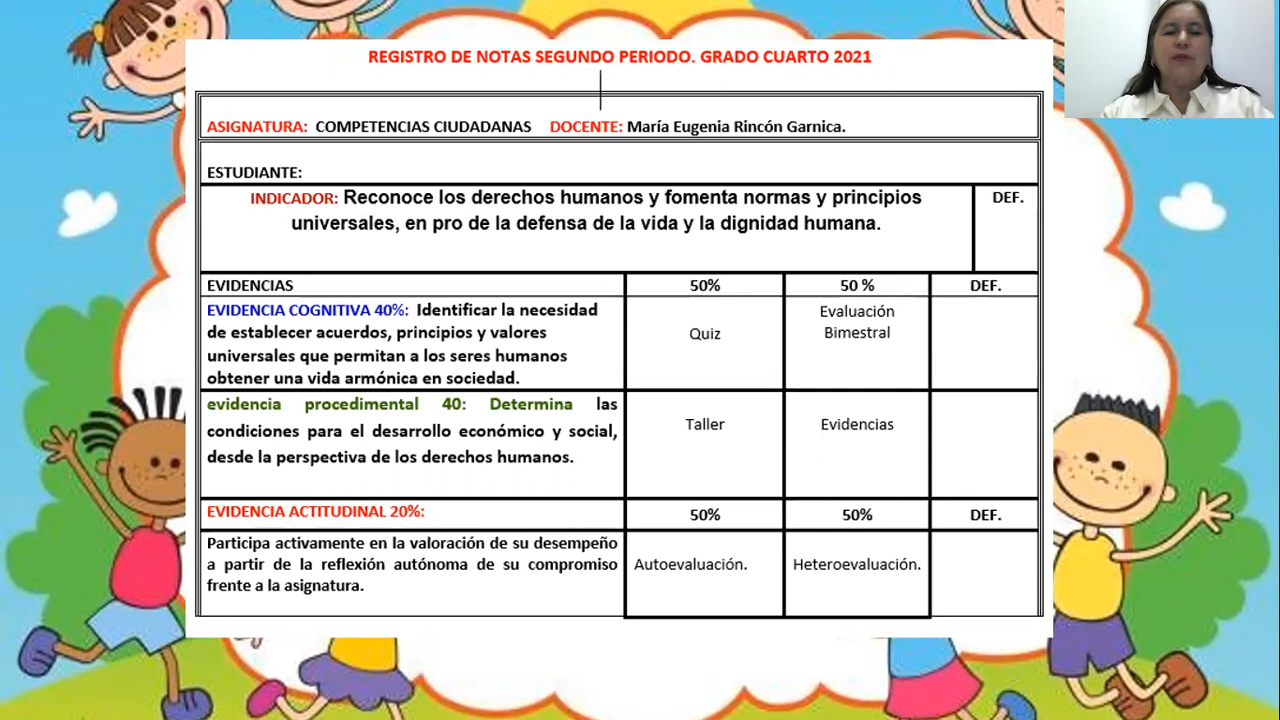 REGISTRO DE NOTAS SEGUNDO PERIODO. GRADO CUARTO 2021
ASIGNATURA: COMPETENCIAS CIUDADANAS DOCENTE: María Eugenia Rincón Garnica.
ESTUDIANTE:
INDICADOR: Reconoce los derechos humanos y fomenta normas y principios
universales, en pro de la defensa de la vida y la dignidad humana.
DEF.
EVIDENCIAS 50% 50 % DEF.
EVIDENCIA COGNITIVA 40%: Identificar la necesidad
de establecer acuerdos, principios y valores
universales que permitan a los seres humanos
obtener una vida armónica en sociedad.
Quiz
Evaluación
Bimestral
evidencia procedimental 40: Determina las
condiciones para el desarrollo económico y social,
desde la perspectiva de los derechos humanos.
Taller
Evidencias
EVIDENCIA ACTITUDINAL 20%: 50% 50% DEF.
Participa activamente en la valoración de su desempeño
a partir de la reflexión autónoma de su compromiso
frente a la asignatura.
Autoevaluación.
Heteroevaluación.